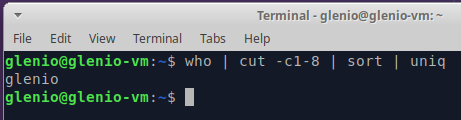 Terminal - glenio@glenio-vm: ~
File Edit View Terminal Tabs Help
glenio@glenio-vm:~$ who | cut -c1-8 | sort | uniq
glenio
glenio@glenio-vm:~$